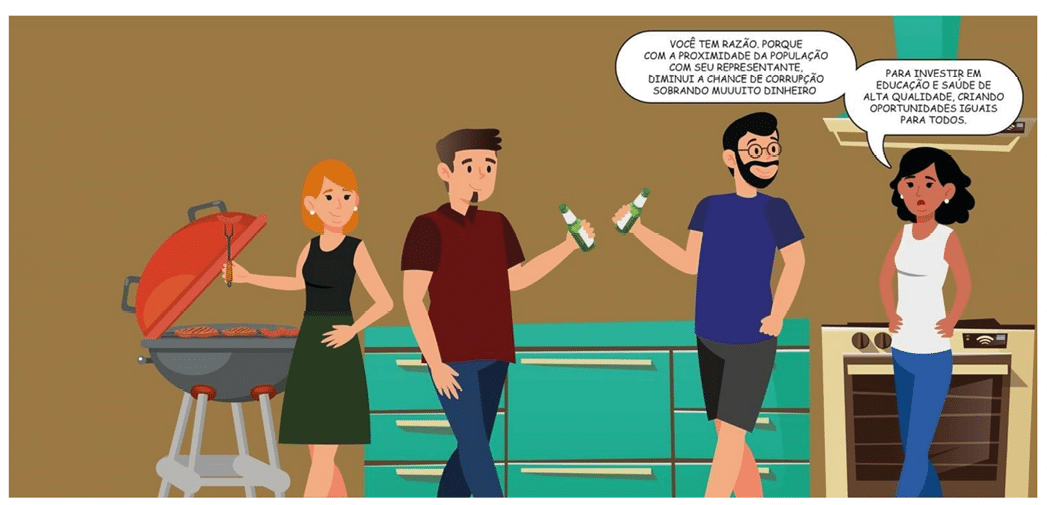 VOCÊ TEM RAZÃO. PORQUE
COM A PROXIMIDADE DA POPULAÇÃO
COM SEU REPRESENTANTE,
DIMINUI A CHANCE DE CORRUPÇÃO
SOBRANDO MUUUITO DINHEIRO
PARA INVESTIR EM
EDUCAÇÃO E SAÚDE DE
ALTA QUALIDADE, CRIANDO
OPORTUNIDADES IGUAIS
PARA TODOS.